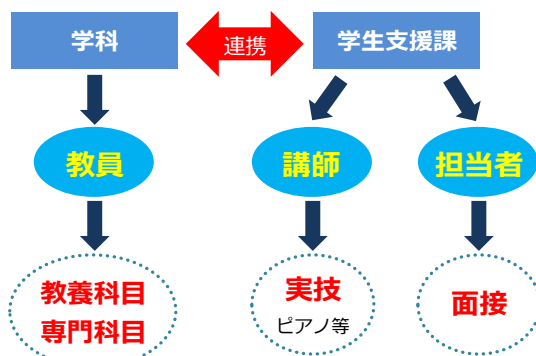 学科
連携
学生支援課
教員
講師
担当者
教養科目
専門科目
実技
ピアノ等
面接